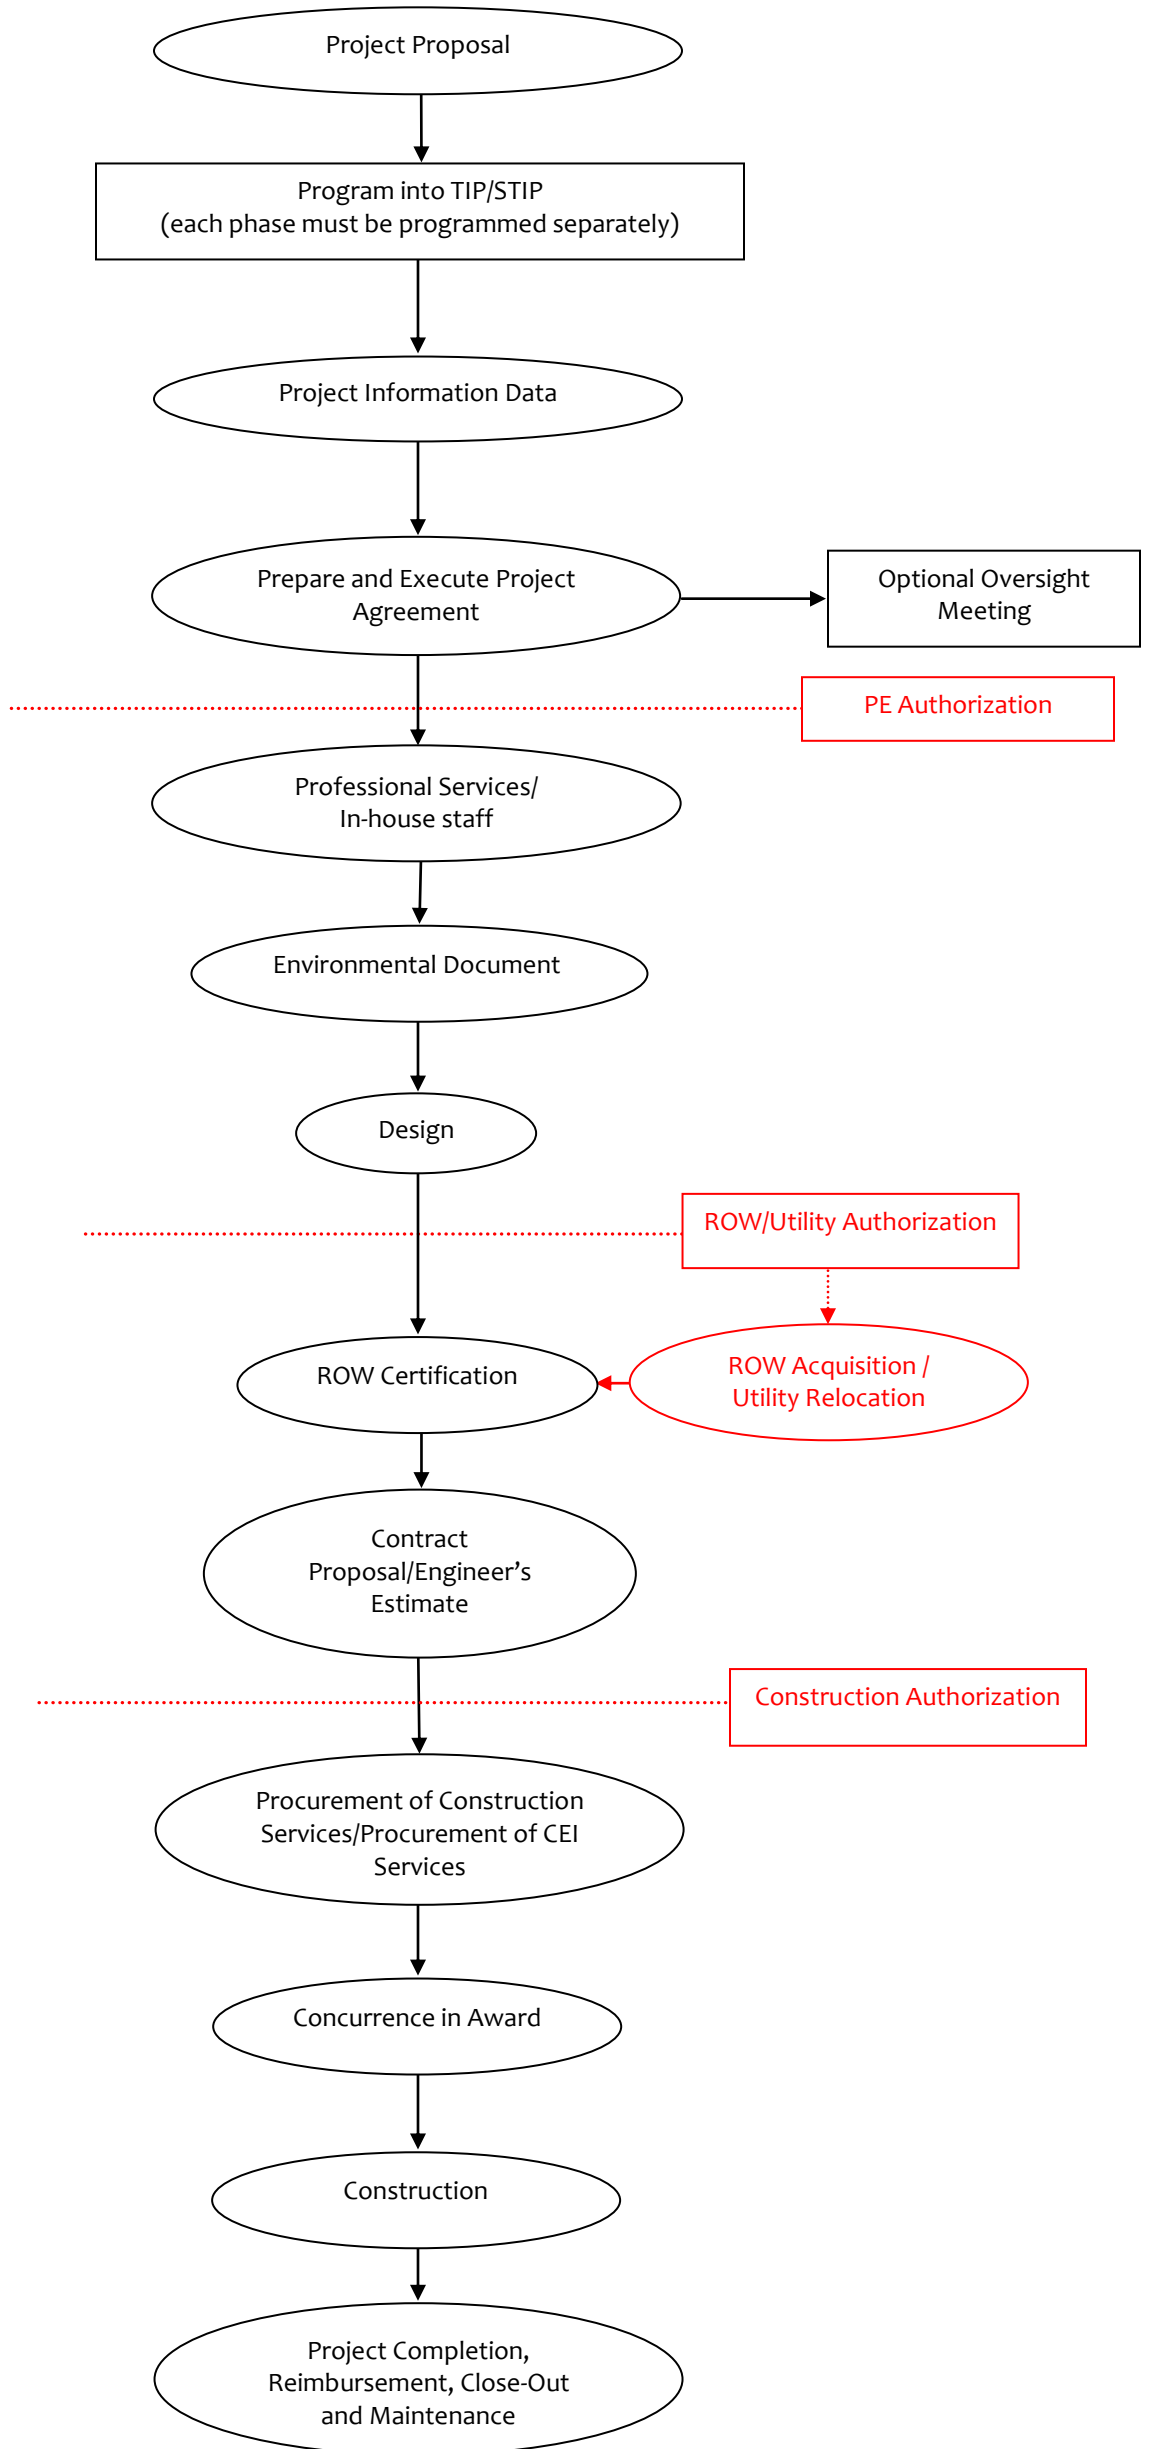 Project Proposal
Program into TIP/STIP
(each phase must be programmed separately)
Project Information Data
Prepare and Execute Project
Agreement
Optional Oversight
Meeting
PE Authorization
Professional Services/
In-house staff
Environmental Document
Design
ROW/Utility Authorization
ROW Certification
ROW Acquisition /
Utility Relocation
Contract
Proposal/Engineer’s
Estimate
Construction Authorization
Procurement of Construction
Services/Procurement of CEI
Services
Concurrence in Award
Construction
Project Completion,
Reimbursement, Close-Out
and Maintenance